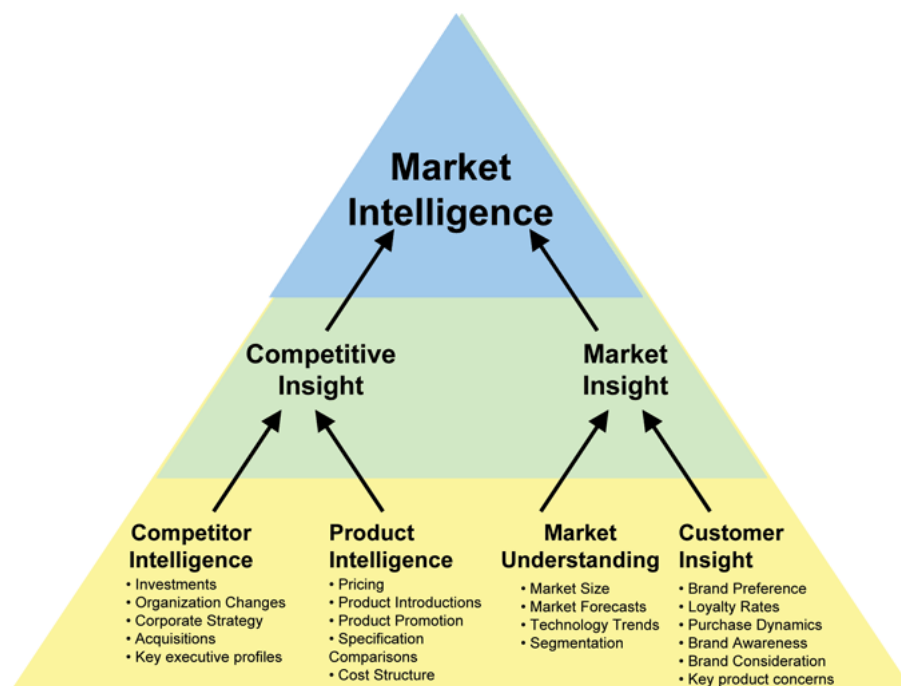 Market
Intelligence
Competitive
Insight
Market
Insight
Competitor
Intelligence
• Investments
• Organization Changes
• Corporate Strategy
• Acquisitions
• Key executive profiles
Product
Intelligence
• Pricing
• Product Introductions
• Product Promotion
• Specification
Comparisons
• Cost Structure
Market
Understanding
• Market Size
• Market Forecasts
• Technology Trends
• Segmentation
Customer
Insight
• Brand Preference
• Loyalty Rates
• Purchase Dynamics
• Brand Awareness
• Brand Consideration
• Key product concerns